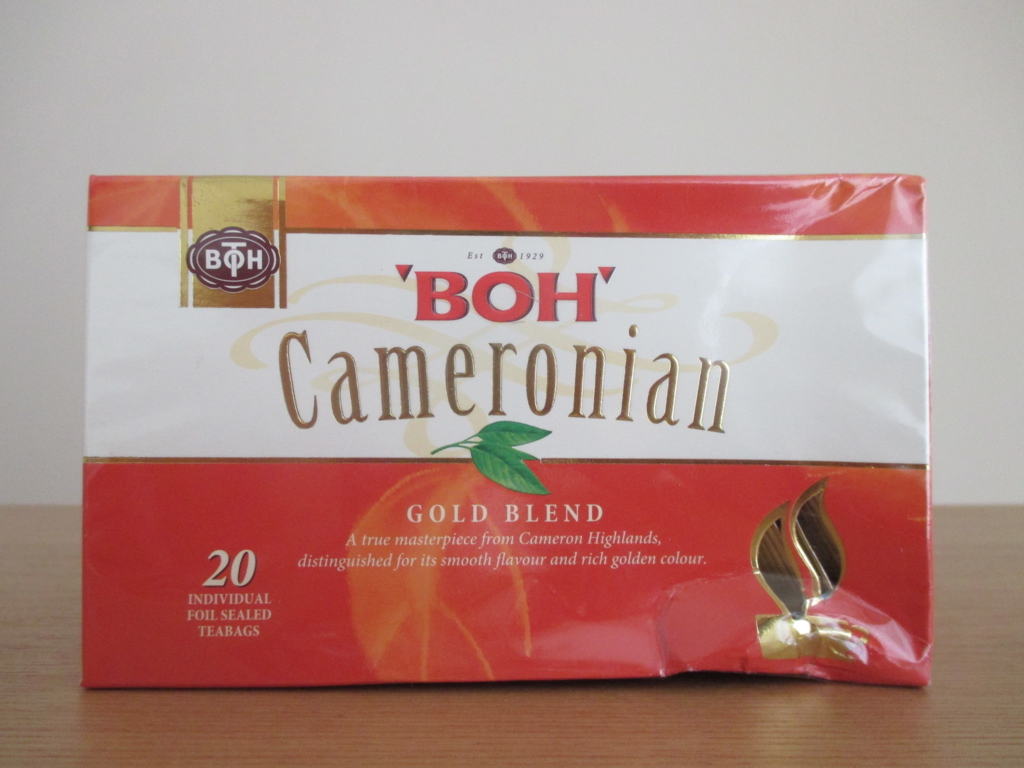 BOH
Est BOH 1929
'BOH'
Cameronian
GOLD BLEND
A true masterpiece from Cameron Highlands,
distinguished for its smooth flavour and rich golden colour.
20
INDIVIDUAL
FOIL SEALED
TEABAGS